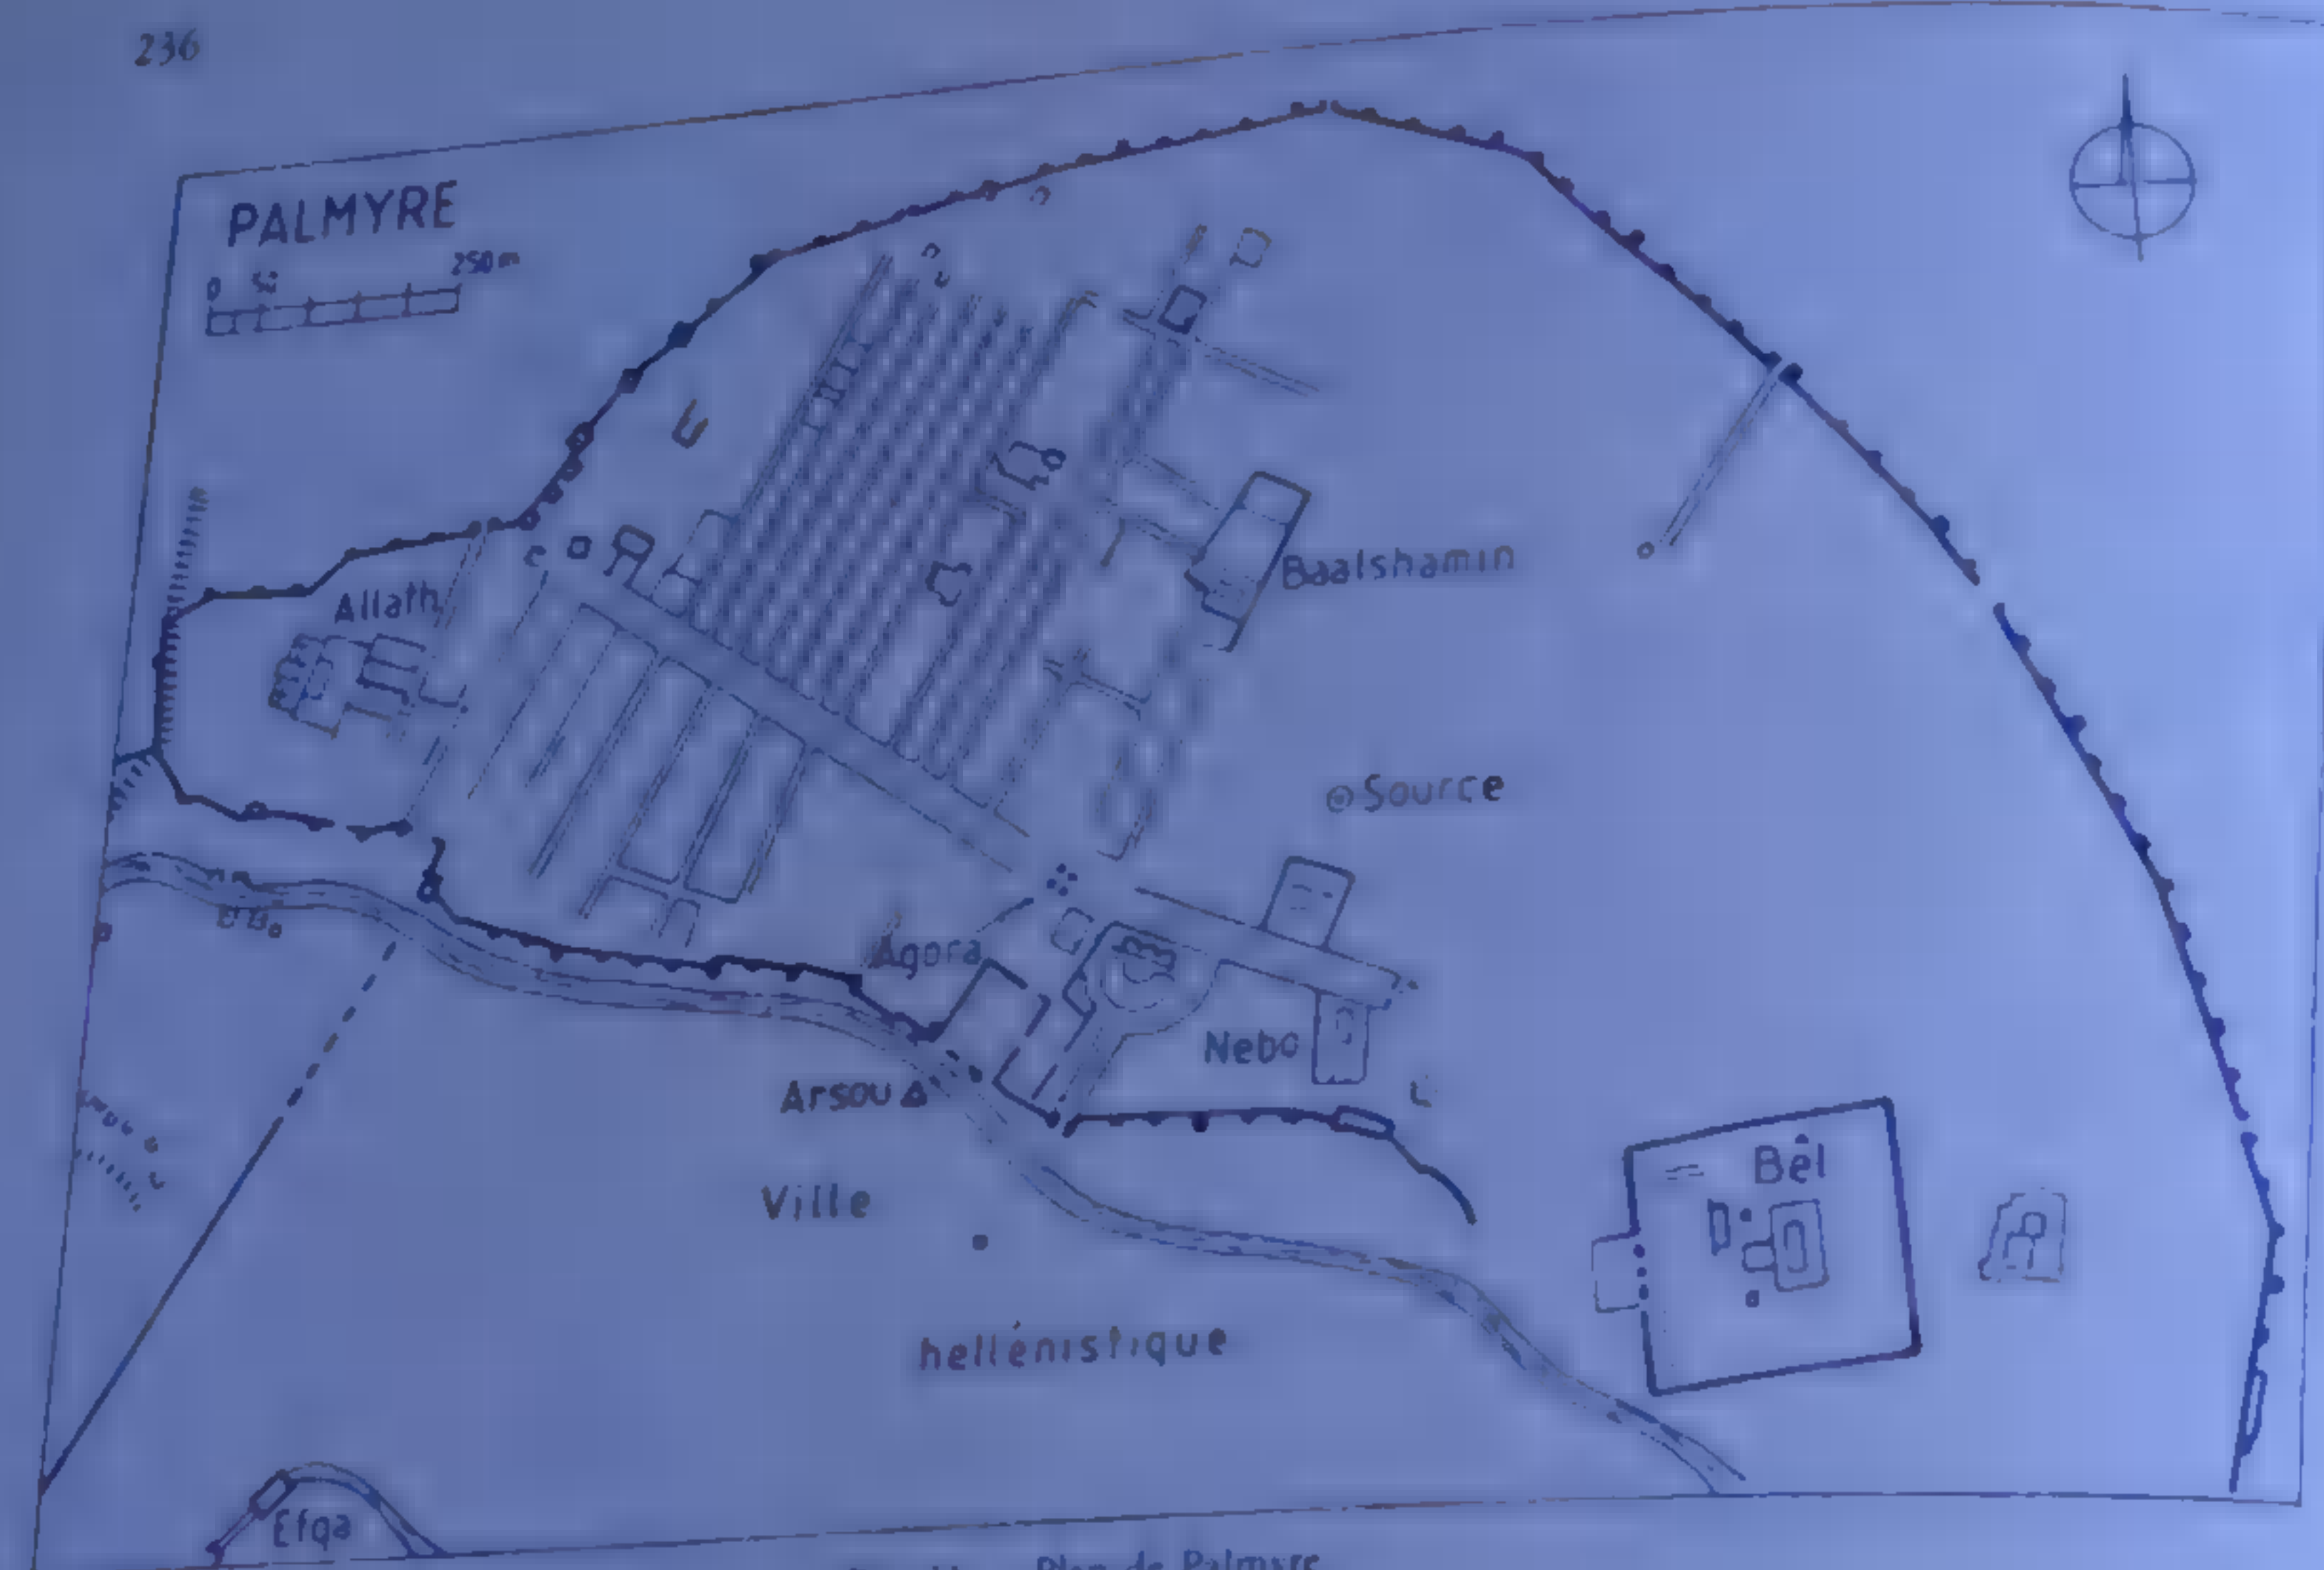 236
PALMYRE
0 50 250 m
Allath
Baalshamin
Source
Agora
Nebo
Arsou
Ville
Bêl
hellénistique
Efqa
Plan de Palmyre